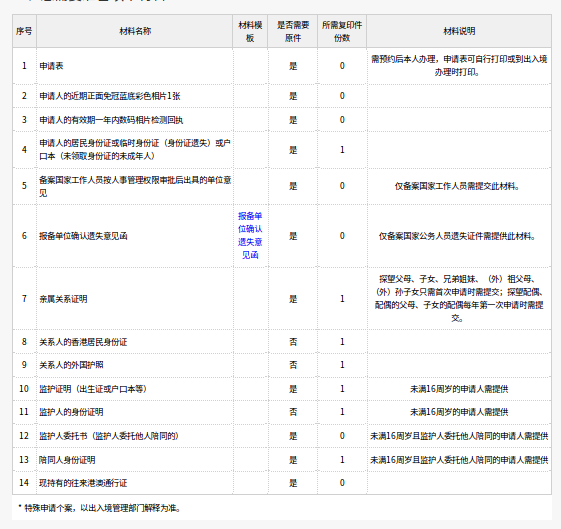 序号 材料名称 材料模板 是否需要原件 所需复印件份数 材料说明
1 申请表 是 0 需预约后本人办理，申请表可自行打印或到出入境办理时打印。
2 申请人的近期正面免冠蓝底彩色相片1张 是 0
3 申请人的有效期一年内数码相片检测回执 是 0
4 申请人的居民身份证或临时身份证（身份证遗失）或户口本（未领取身份证的未成年人） 是 1
5 备案国家工作人员按人事管理权限审批后出具的单位意见 是 0 仅备案国家工作人员需提交此材料。
6 报备单位确认遗失意见函 报备单位确认遗失意见函 是 0 仅备案国家公务人员遗失证件需提供此材料。
7 亲属关系证明 是 1 探望父母、子女、兄弟姐妹、（外）祖父母、（外）孙子女只需首次申请时需提交；探望配偶、配偶的父母、子女的配偶每年第一次申请时需提交。
8 关系人的香港居民身份证 否 1
9 关系人的外国护照 否 1
10 监护证明（出生证或户口本等） 是 1 未满16周岁的申请人需提供
11 监护人的身份证明 否 1 未满16周岁的申请人需提供
12 监护人委托书（监护人委托他人陪同的） 是 0 未满16周岁且监护人委托他人陪同的申请人需提供
13 陪同人身份证明 是 1 未满16周岁且监护人委托他人陪同的申请人需提供
14 现持有的往来港澳通行证 是 0
* 特殊申请个案，以出入境管理部门解释为准。